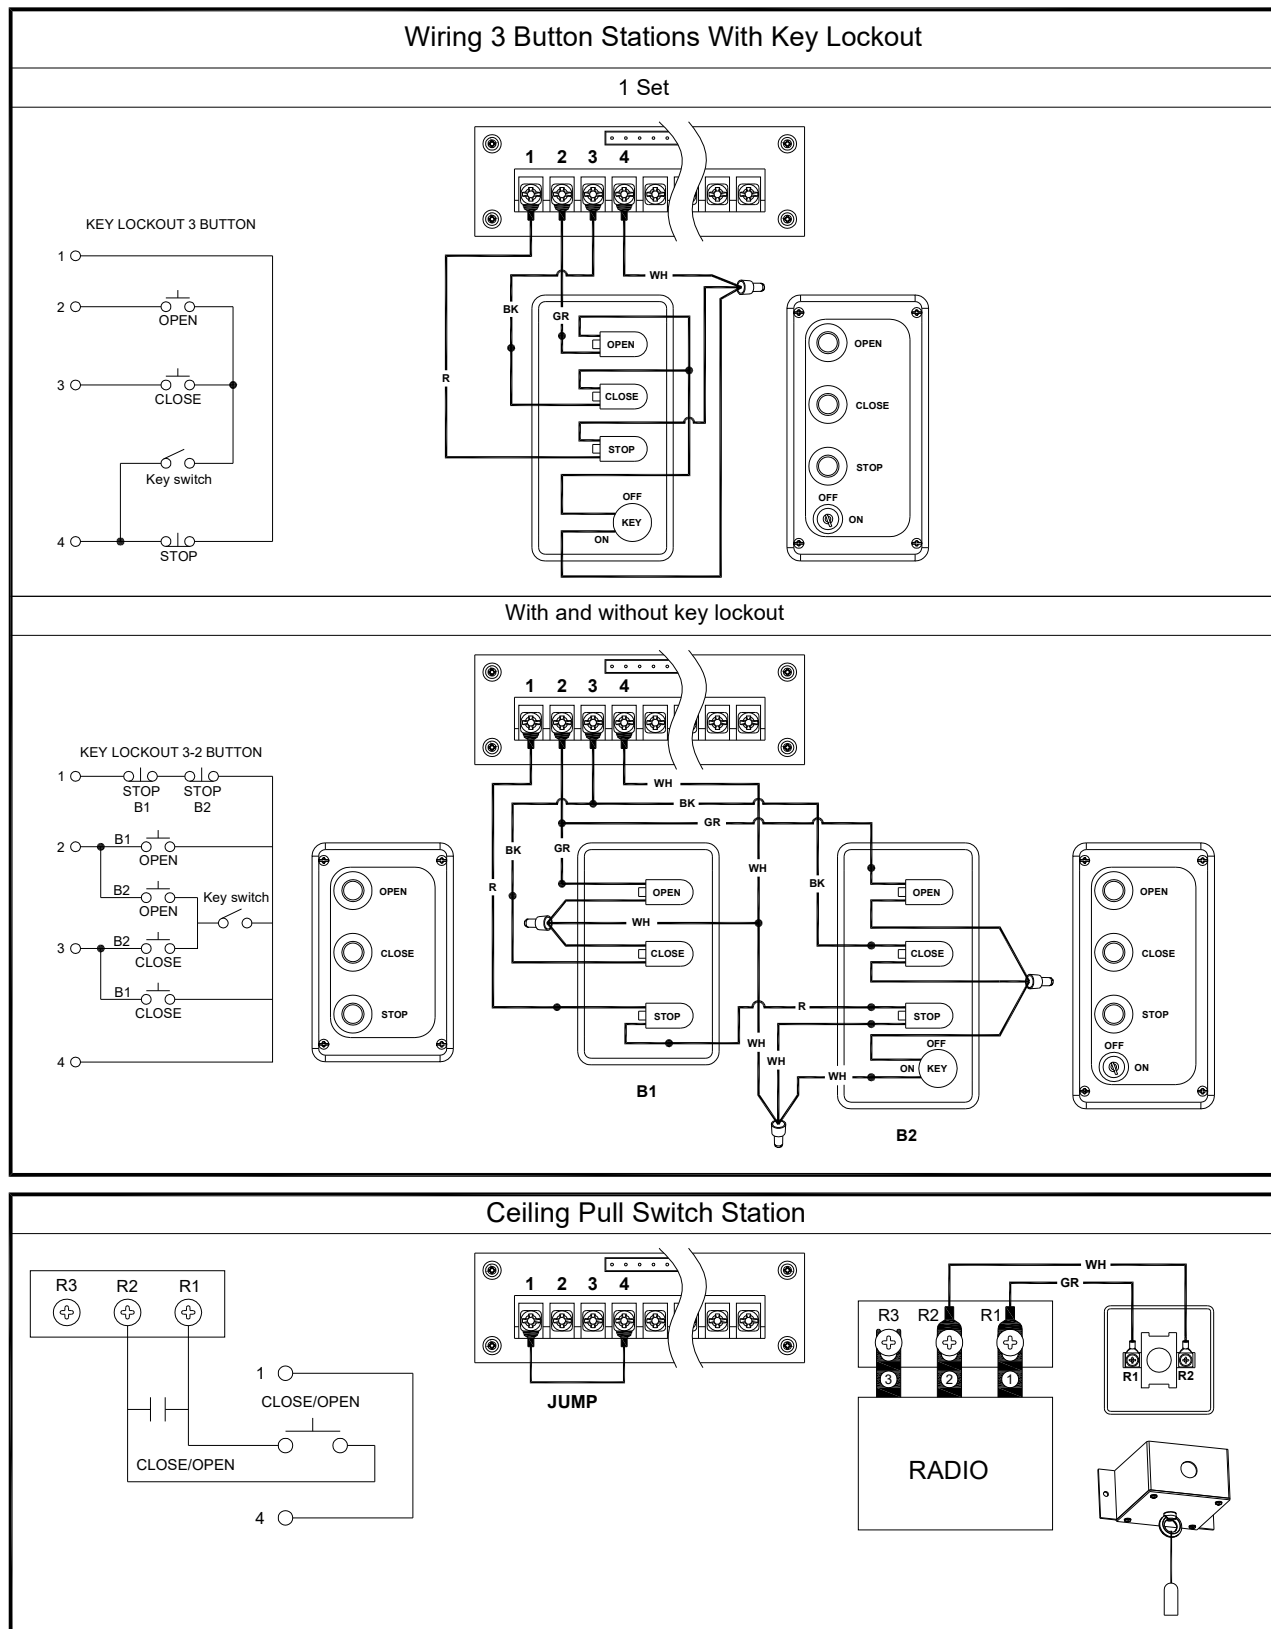 Wiring 3 Button Stations With Key Lockout
1 Set
1 2 3 4
KEY LOCKOUT 3 BUTTON
1
2
OPEN
3
CLOSE
Key switch
4
STOP
WH
BK
GR
R
OPEN
CLOSE
STOP
OFF
KEY
ON
OPEN
CLOSE
STOP
OFF
ON
With and without key lockout
1 2 3 4
KEY LOCKOUT 3-2 BUTTON
1
STOP STOP
B1 B2
2 B1
OPEN
B2 Key switch
OPEN
3 B2
CLOSE
B1
CLOSE
4
OPEN
CLOSE
STOP
WH
BK
GR
BK
GR
R
WH
BK
OPEN
WH
CLOSE
STOP
B1
R
WH
WH
WH
OPEN
CLOSE
STOP
OFF
ON KEY
B2
OPEN
CLOSE
STOP
OFF
ON
Ceiling Pull Switch Station
R3 R2 R1
1
CLOSE/OPEN
CLOSE/OPEN
4
1 2 3 4
JUMP
WH
GR
R3 R2 R1
3 2 1
RADIO
R1 R2